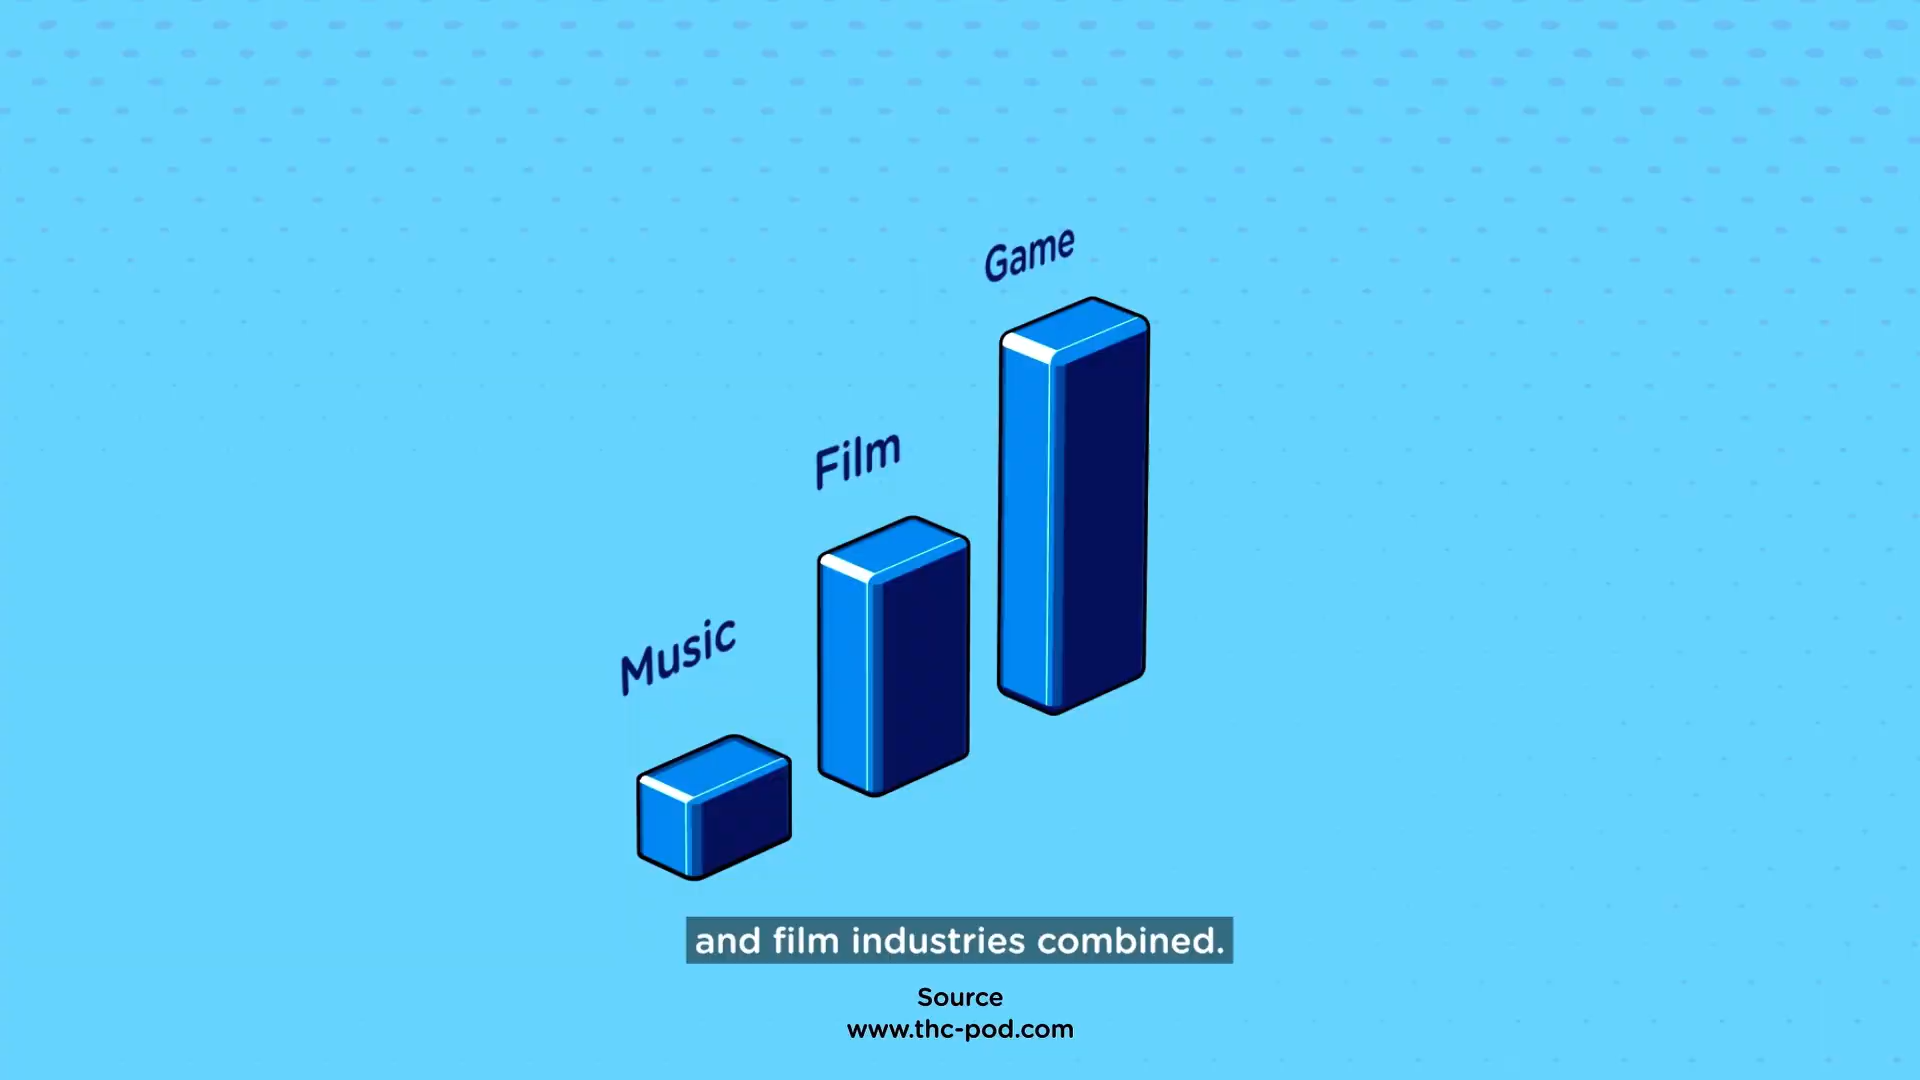 Game
Film
Music
and film industries combined.
Source
www.thc-pod.com